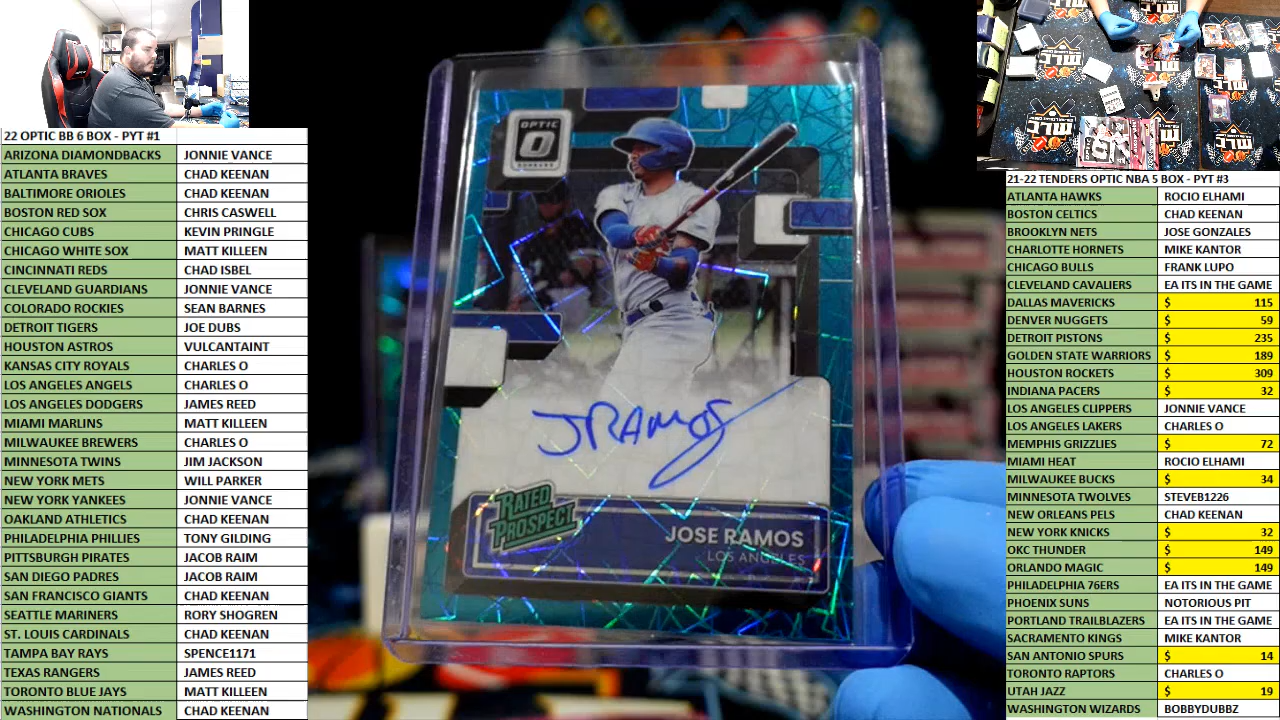 22 OPTIC BB 6 BOX - PYT #1
ARIZONA DIAMONDBACKS JONNIE VANCE
ATLANTA BRAVES CHAD KEENAN
BALTIMORE ORIOLES CHAD KEENAN
BOSTON RED SOX CHRIS CASWELL
CHICAGO CUBS KEVIN PRINGLE
CHICAGO WHITE SOX MATT KILLEEN
CINCINNATI REDS CHAD ISBEL
CLEVELAND GUARDIANS JONNIE VANCE
COLORADO ROCKIES SEAN BARNES
DETROIT TIGERS JOE DUBS
HOUSTON ASTROS VULCANTAINT
KANSAS CITY ROYALS CHARLES O
LOS ANGELES ANGELS CHARLES O
LOS ANGELES DODGERS JAMES REED
MIAMI MARLINS MATT KILLEEN
MILWAUKEE BREWERS CHARLES O
MINNESOTA TWINS JIM JACKSON
NEW YORK METS WILL PARKER
NEW YORK YANKEES JONNIE VANCE
OAKLAND ATHLETICS CHAD KEENAN
PHILADELPHIA PHILLIES TONY GILDING
PITTSBURGH PIRATES JACOB RAIM
SAN DIEGO PADRES JACOB RAIM
SAN FRANCISCO GIANTS CHAD KEENAN
SEATTLE MARINERS RORY SHOGREN
ST. LOUIS CARDINALS CHAD KEENAN
TAMPA BAY RAYS SPENCE1171
TEXAS RANGERS JAMES REED
TORONTO BLUE JAYS MATT KILLEEN
WASHINGTON NATIONALS CHAD KEENAN
OPTIC
O
J RAMOS
RATED
PROSPECT
JOSE RAMOS
LOS ANGELES
MLC
MLC
MLC
MLC
21-22 TENDERS OPTIC NBA 5 BOX - PYT #3
ATLANTA HAWKS ROCIO ELHAMI
BOSTON CELTICS CHAD KEENAN
BROOKLYN NETS JOSE GONZALES
CHARLOTTE HORNETS MIKE KANTOR
CHICAGO BULLS FRANK LUPO
CLEVELAND CAVALIERS EA ITS IN THE GAME
DALLAS MAVERICKS $ 115
DENVER NUGGETS $ 59
DETROIT PISTONS $ 235
GOLDEN STATE WARRIORS $ 189
HOUSTON ROCKETS $ 309
INDIANA PACERS $ 32
LOS ANGELES CLIPPERS JONNIE VANCE
LOS ANGELES LAKERS CHARLES O
MEMPHIS GRIZZLIES $ 72
MIAMI HEAT ROCIO ELHAMI
MILWAUKEE BUCKS $ 34
MINNESOTA TWOLVES STEVEB1226
NEW ORLEANS PELS CHAD KEENAN
NEW YORK KNICKS $ 32
OKC THUNDER $ 149
ORLANDO MAGIC $ 149
PHILADELPHIA 76ERS EA ITS IN THE GAME
PHOENIX SUNS NOTORIOUS PIT
PORTLAND TRAILBLAZERS EA ITS IN THE GAME
SACRAMENTO KINGS MIKE KANTOR
SAN ANTONIO SPURS $ 14
TORONTO RAPTORS CHARLES O
UTAH JAZZ $ 19
WASHINGTON WIZARDS BOBBYDUBBZ